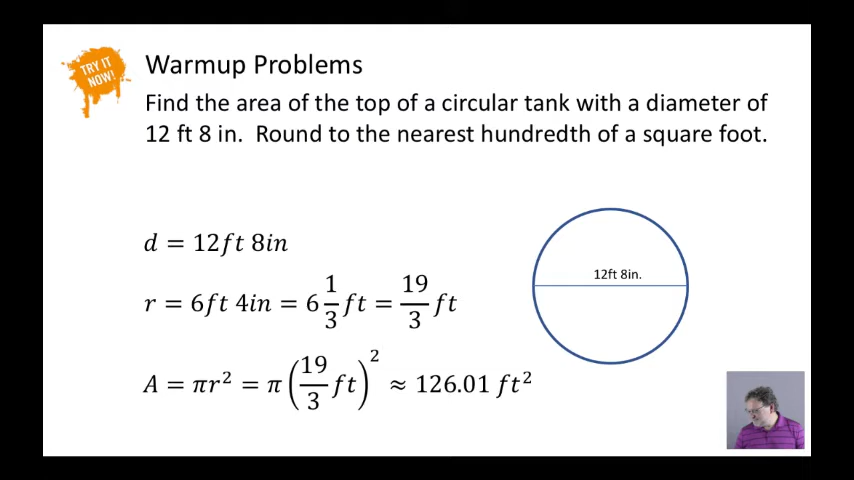 TRY IT
NOW!
Warmup Problems
Find the area of the top of a circular tank with a diameter of
12 ft 8 in.  Round to the nearest hundredth of a square foot.
d = 12ft 8in
12ft 8in.
r = 6ft 4in = 6 1/3 ft = 19/3 ft
A = πr² = π(19/3 ft)² ≈ 126.01 ft²